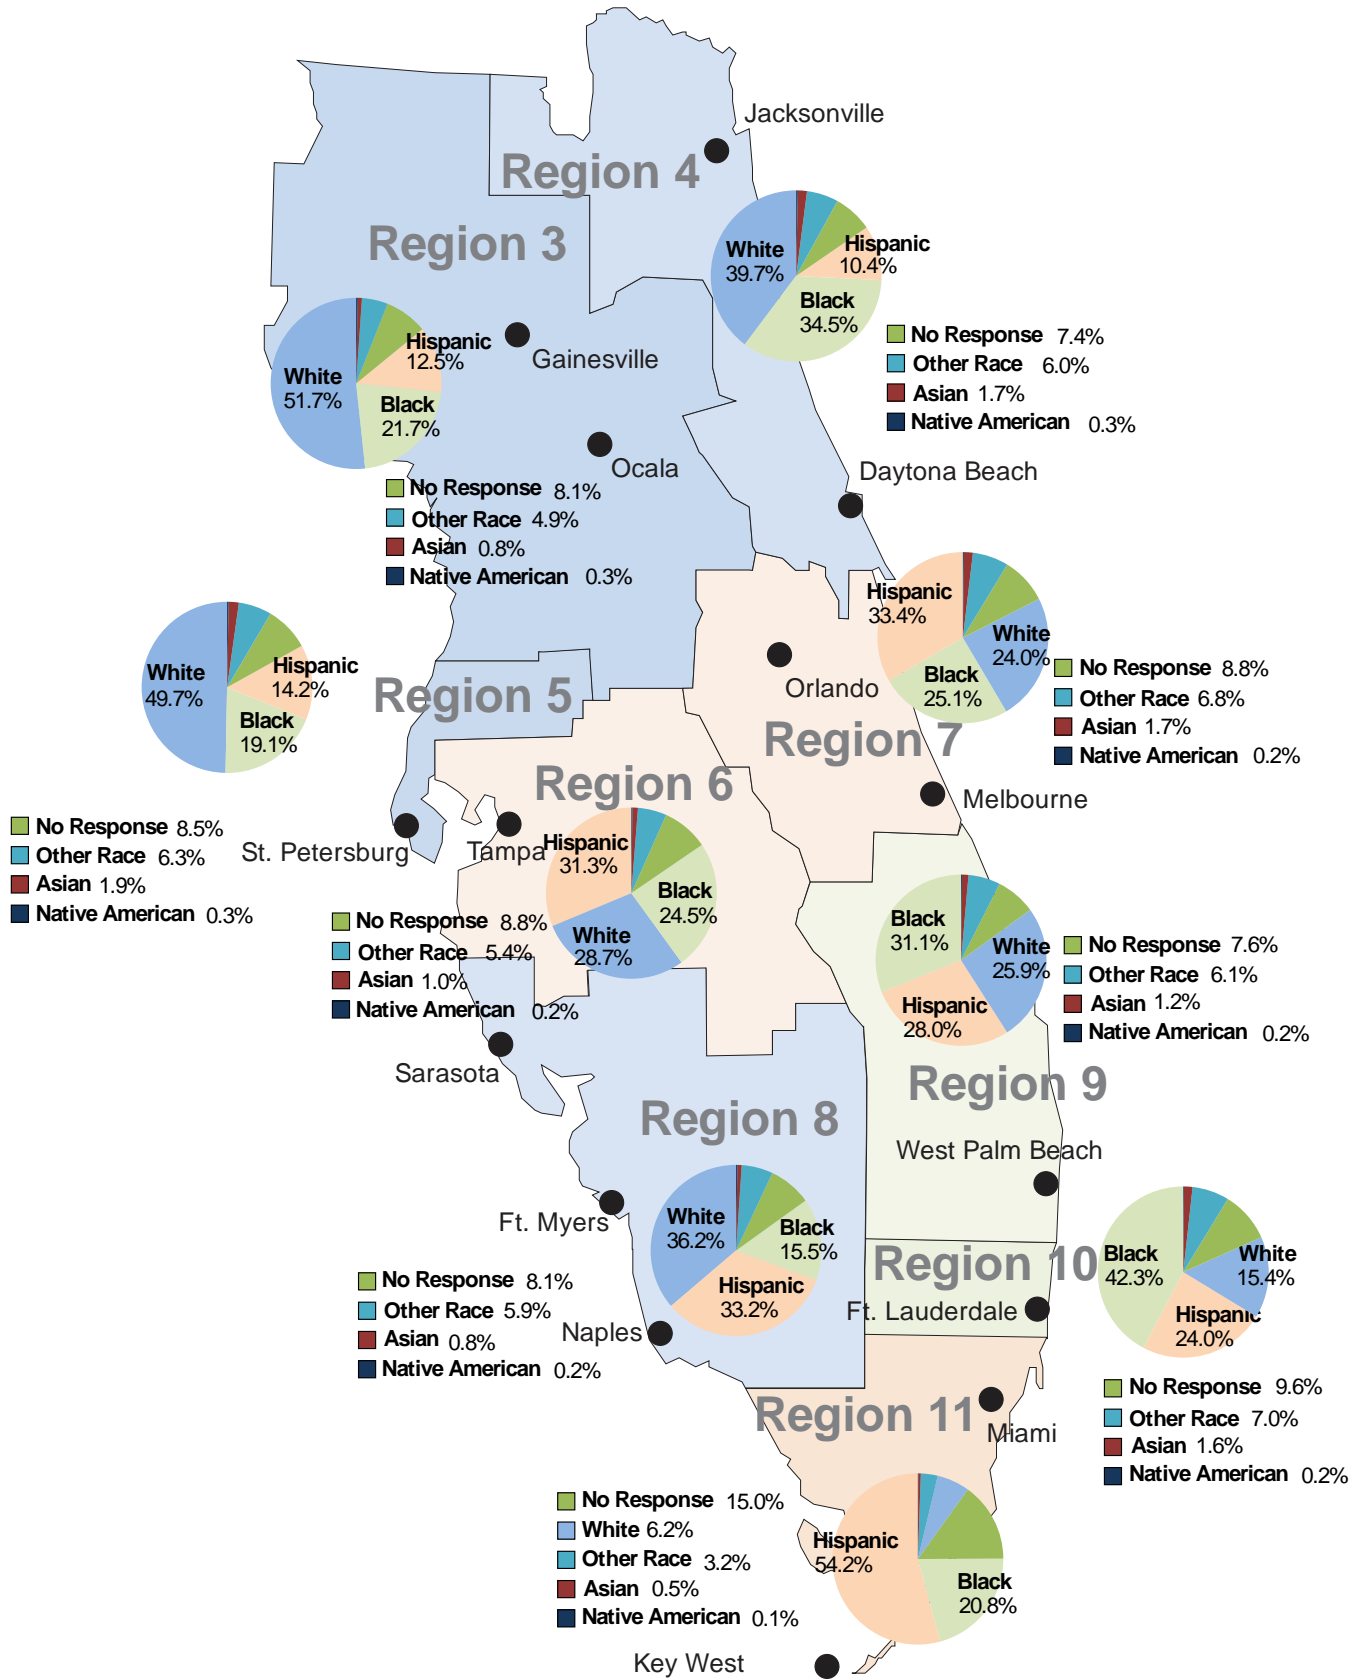 Jacksonville
Region 4
Region 3
White
39.7%
Hispanic
10.4%
Black
34.5%
No Response 7.4%
Other Race 6.0%
Asian 1.7%
Native American 0.3%
Gainesville
White
51.7%
Hispanic
12.5%
Black
21.7%
Ocala
Daytona Beach
No Response 8.1%
Other Race 4.9%
Asian 0.8%
Native American 0.3%
Hispanic
33.4%
White
24.0%
Black
25.1%
No Response 8.8%
Other Race 6.8%
Asian 1.7%
Native American 0.2%
Orlando
Region 7
Melbourne
White
49.7%
Hispanic
14.2%
Black
19.1%
Region 5
No Response 8.5%
Other Race 6.3%
Asian 1.9%
Native American 0.3%
St. Petersburg
Tampa
Region 6
Hispanic
31.3%
Black
24.5%
White
28.7%
No Response 8.8%
Other Race 5.4%
Asian 1.0%
Native American 0.2%
Black
31.1%
White
25.9%
Hispanic
28.0%
No Response 7.6%
Other Race 6.1%
Asian 1.2%
Native American 0.2%
Sarasota
Region 9
Region 8
West Palm Beach
Ft. Myers
White
36.2%
Black
15.5%
Hispanic
33.2%
No Response 8.1%
Other Race 5.9%
Asian 0.8%
Native American 0.2%
Naples
Region 10
Ft. Lauderdale
Black
42.3%
White
15.4%
Hispanic
24.0%
No Response 9.6%
Other Race 7.0%
Asian 1.6%
Native American 0.2%
Region 11
Miami
No Response 15.0%
White 6.2%
Other Race 3.2%
Asian 0.5%
Native American 0.1%
Hispanic
54.2%
Black
20.8%
Key West